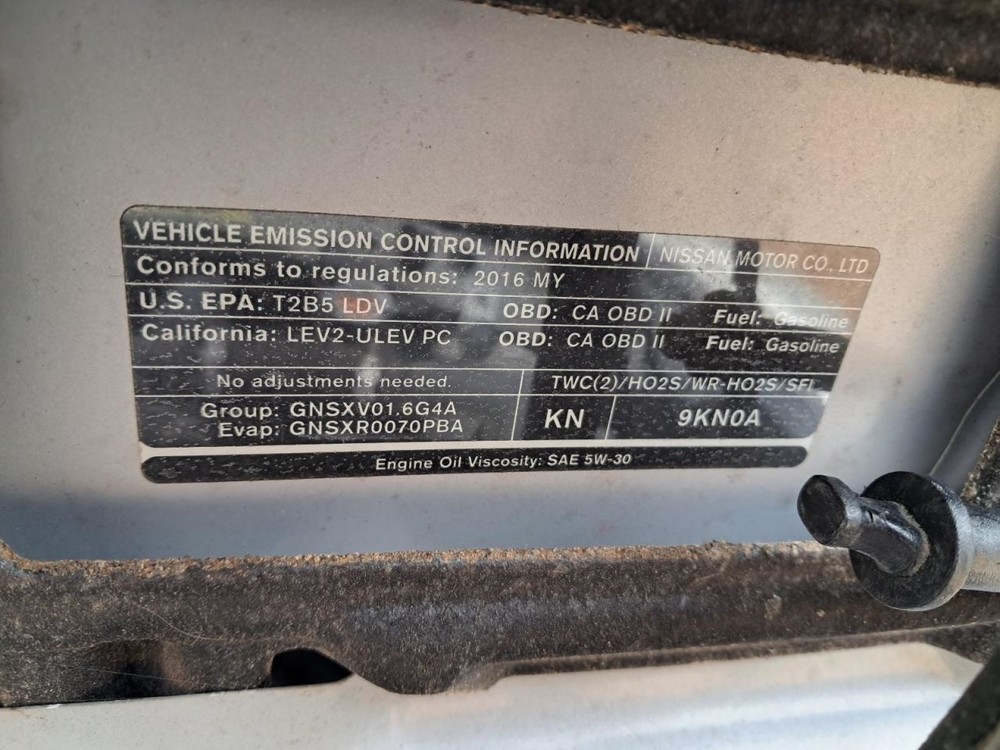 VEHICLE EMISSION CONTROL INFORMATION NISSAN MOTOR CO., LTD
Conforms to regulations: 2016 MY
U.S. EPA: T2B5 LDV OBD: CA OBD II Fuel: Gasoline
California: LEV2-ULEV PC OBD: CA OBD II Fuel: Gasoline
No adjustments needed. TWC(2)/HO2S/WR-HO2S/SFI
Group: GNSXV01.6G4A
Evap: GNSXR0070PBA
KN 9KN0A
Engine Oil Viscosity: SAE 5W-30